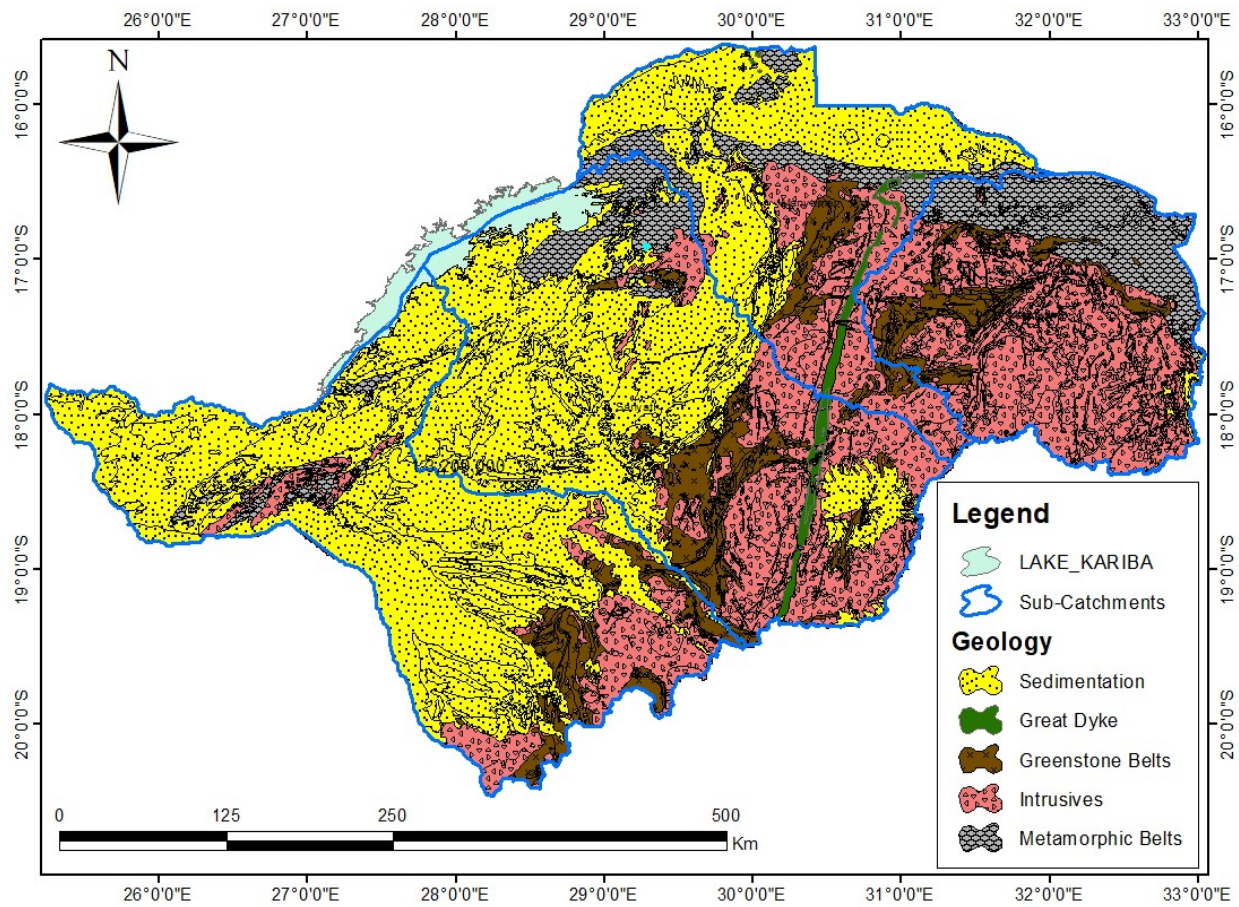 26°0'0"E 27°0'0"E 28°0'0"E 29°0'0"E 30°0'0"E 31°0'0"E 32°0'0"E 33°0'0"E
N
16°0'0"S
17°0'0"S
18°0'0"S
19°0'0"S
20°0'0"S
16°0'0"S
17°0'0"S
18°0'0"S
19°0'0"S
20°0'0"S
Legend
LAKE_KARIBA
Sub-Catchments
Geology
Sedimentation
Great Dyke
Greenstone Belts
Intrusives
Metamorphic Belts
0 125 250 500
Km
26°0'0"E 27°0'0"E 28°0'0"E 29°0'0"E 30°0'0"E 31°0'0"E 32°0'0"E 33°0'0"E